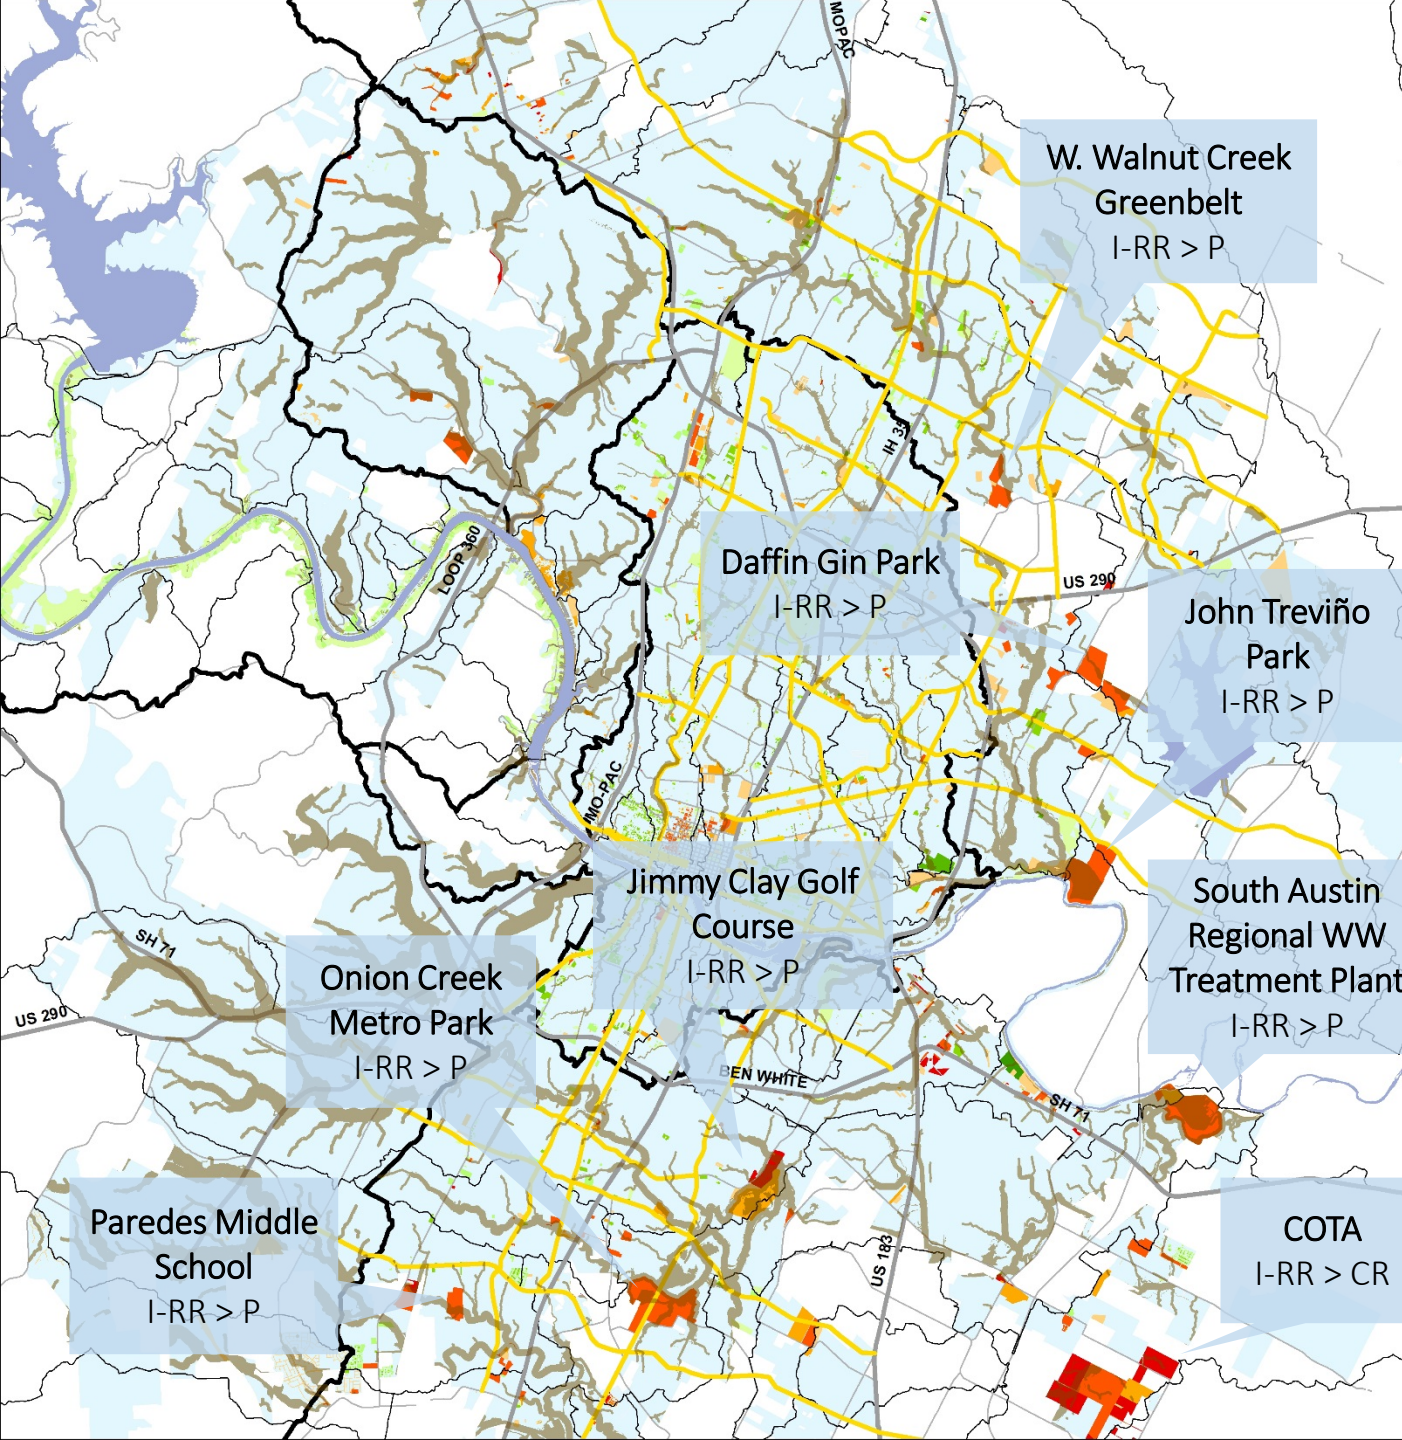 MOPAC
W. Walnut Creek
Greenbelt
I-RR > P
IH 35
LOOP 360
Daffin Gin Park
I-RR > P
US 290
John Treviño
Park
I-RR > P
MO-PAC
Jimmy Clay Golf
Course
I-RR > P
South Austin
Regional WW
Treatment Plant
I-RR > P
SH 71
US 290
Onion Creek
Metro Park
I-RR > P
BEN WHITE
SH 71
Paredes Middle
School
I-RR > P
US 183
COTA
I-RR > CR